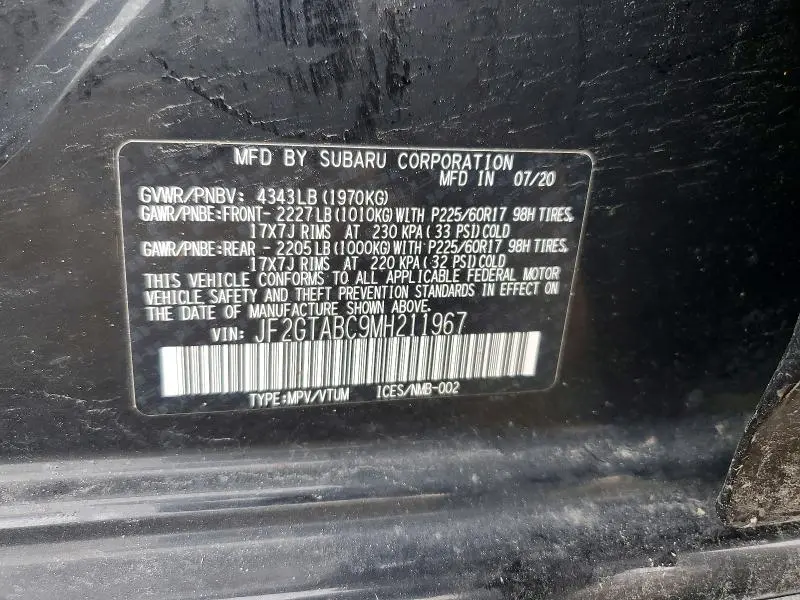 MFD BY SUBARU CORPORATION
MFD IN 07/20
GVWR/PNBV: 4343LB (1970KG)
GAWR/PNBE:FRONT- 2227LB (1010KG) WITH P225/60R17 98H TIRES,
17X7J RIMS AT 230 KPA (33 PSI) COLD
GAWR/PNBE:REAR - 2205LB (1000KG) WITH P225/60R17 98H TIRES,
17X7J RIMS AT 220 KPA (32 PSI) COLD
THIS VEHICLE CONFORMS TO ALL APPLICABLE FEDERAL MOTOR
VEHICLE SAFETY AND THEFT PREVENTION STANDARDS IN EFFECT ON
THE DATE OF MANUFACTURE SHOWN ABOVE.
VIN: JF2GTABC9MH211967
TYPE:MPV/VTUM ICES/NMB-002